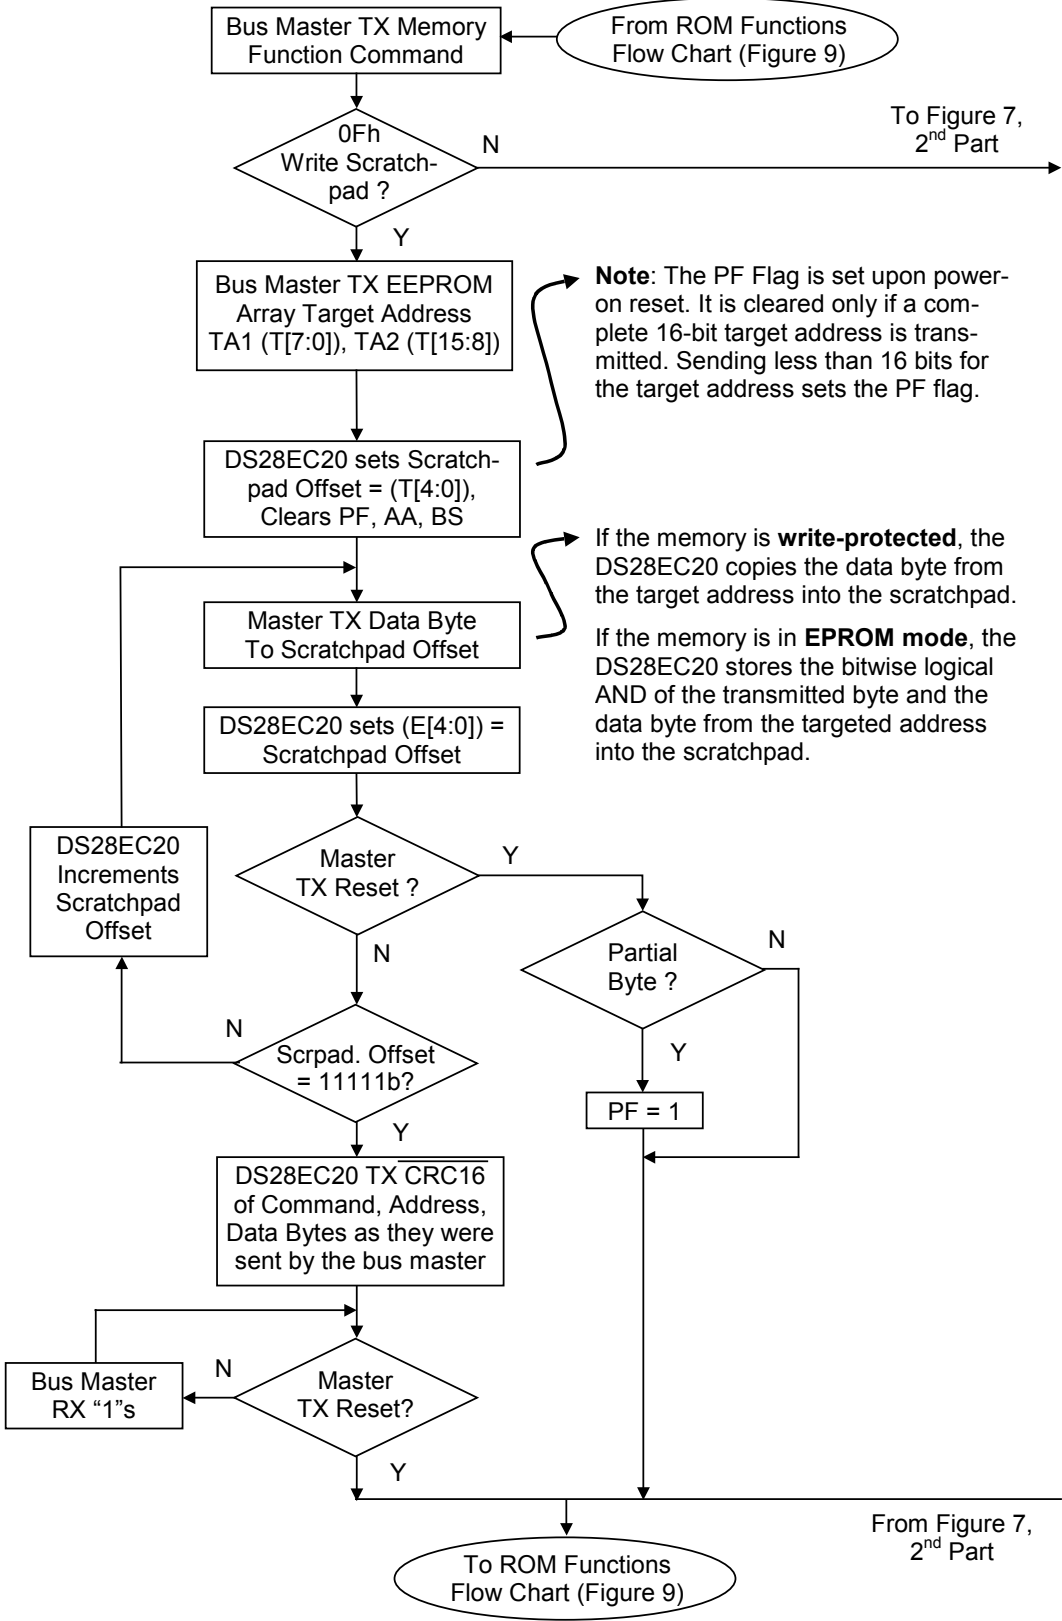 Bus Master TX Memory
Function Command
From ROM Functions
Flow Chart (Figure 9)
To Figure 7,
2nd Part
0Fh
Write Scratch-
pad ?
N
Y
Bus Master TX EEPROM
Array Target Address
TA1 (T[7:0]), TA2 (T[15:8])
Note: The PF Flag is set upon power-
on reset. It is cleared only if a com-
plete 16-bit target address is trans-
mitted. Sending less than 16 bits for
the target address sets the PF flag.
DS28EC20 sets Scratch-
pad Offset = (T[4:0]),
Clears PF, AA, BS
If the memory is write-protected, the
DS28EC20 copies the data byte from
the target address into the scratchpad.
If the memory is in EPROM mode, the
DS28EC20 stores the bitwise logical
AND of the transmitted byte and the
data byte from the targeted address
into the scratchpad.
Master TX Data Byte
To Scratchpad Offset
DS28EC20 sets (E[4:0]) =
Scratchpad Offset
DS28EC20
Increments
Scratchpad
Offset
Master
TX Reset ?
Y
N
Partial
Byte ?
N
Y
PF = 1
Scrpad. Offset
= 11111b?
N
Y
DS28EC20 TX CRC16
of Command, Address,
Data Bytes as they were
sent by the bus master
Bus Master
RX “1”s
N
Master
TX Reset?
Y
From Figure 7,
2nd Part
To ROM Functions
Flow Chart (Figure 9)